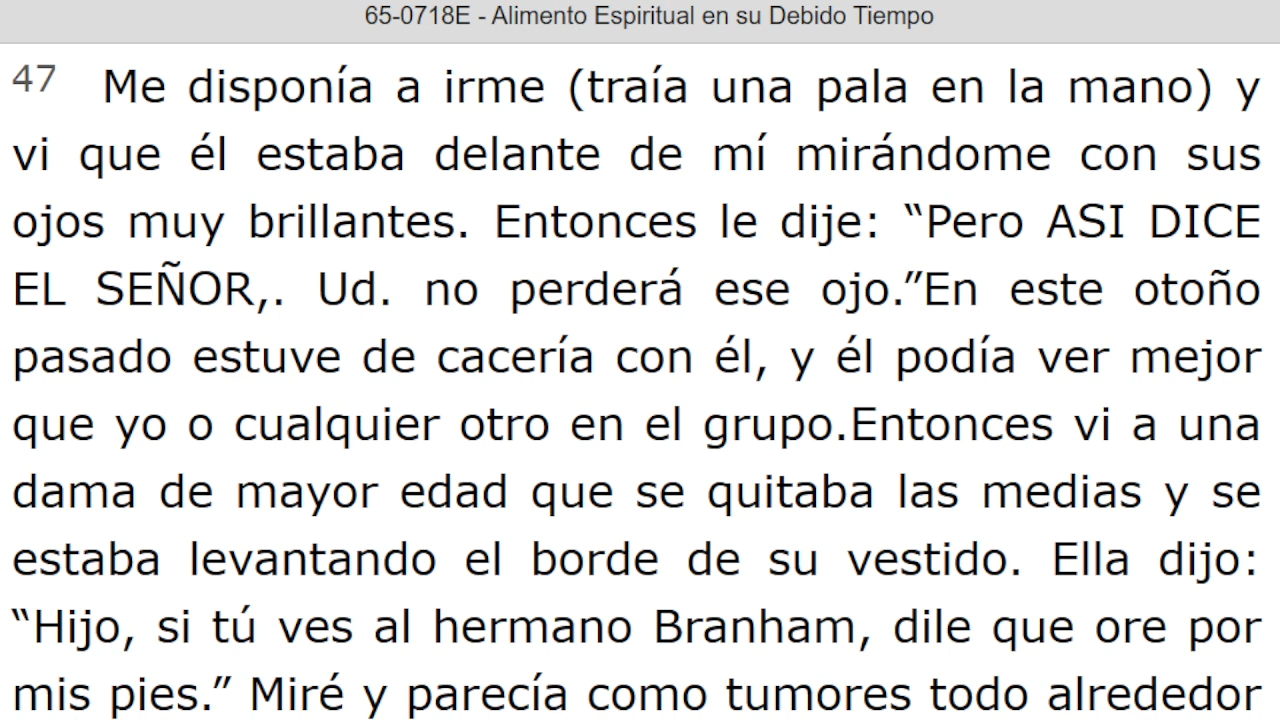 65-0718E - Alimento Espiritual en su Debido Tiempo
47 Me disponía a irme (traía una pala en la mano) y
vi que él estaba delante de mí mirándome con sus
ojos muy brillantes. Entonces le dije: “Pero ASI DICE
EL SEÑOR,. Ud. no perderá ese ojo.”En este otoño
pasado estuve de cacería con él, y él podía ver mejor
que yo o cualquier otro en el grupo.Entonces vi a una
dama de mayor edad que se quitaba las medias y se
estaba levantando el borde de su vestido. Ella dijo:
“Hijo, si tú ves al hermano Branham, dile que ore por
mis pies.” Miré y parecía como tumores todo alrededor